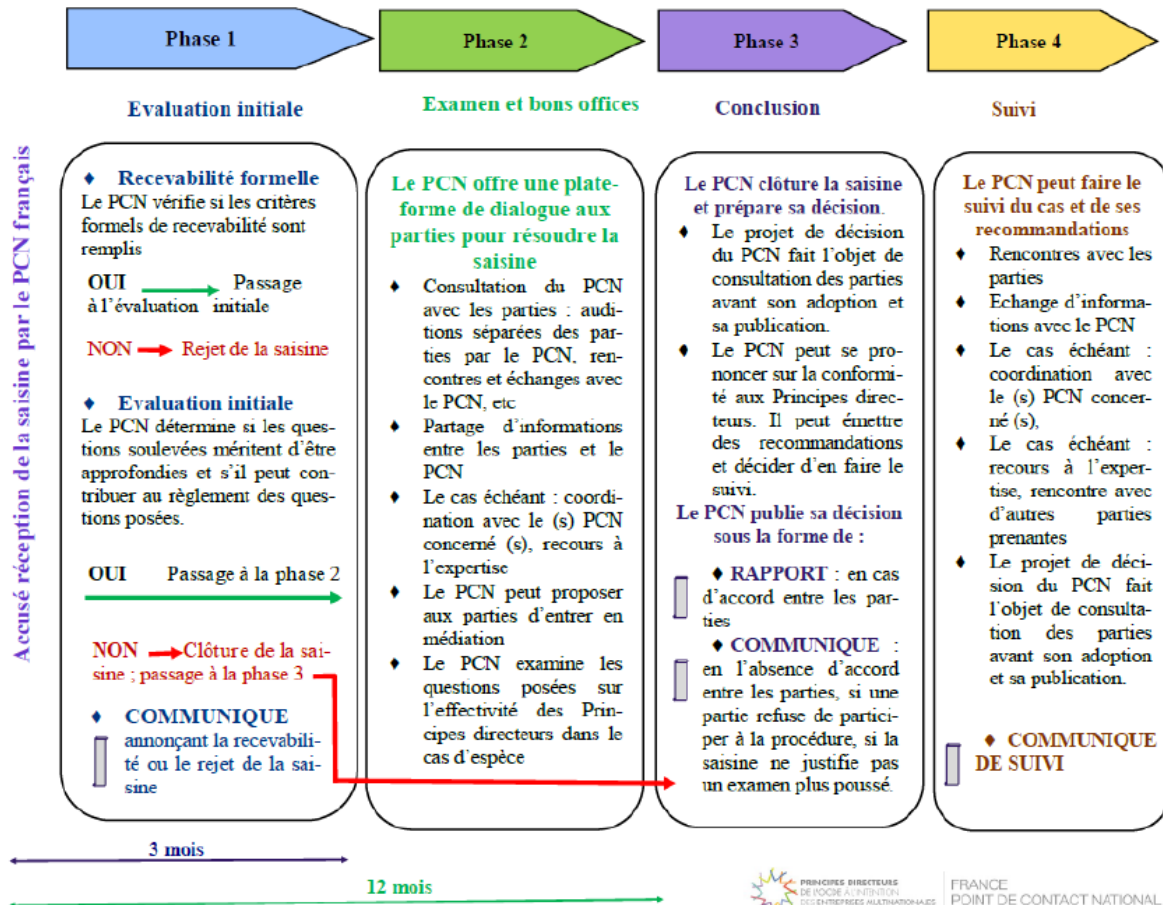 Phase 1
Phase 2
Phase 3
Phase 4
Evaluation initiale
Examen et bons offices
Conclusion
Suivi
Accusé réception de la saisine par le PCN français
♦ Recevabilité formelle
Le PCN vérifie si les critères
formels de recevabilité sont
remplis
OUI → Passage
à l'évaluation initiale
NON → Rejet de la saisine
♦ Evaluation initiale
Le PCN détermine si les ques-
tions soulevées méritent d'être
approfondies et s'il peut con-
tribuer au règlement des ques-
tions posées.
OUI Passage à la phase 2
NON → Clôture de la sai-
sine ; passage à la phase 3
♦ COMMUNIQUE
annonçant la recevabili-
té ou le rejet de la sai-
sine
Le PCN offre une plate-
forme de dialogue aux
parties pour résoudre la
saisine
♦ Consultation du PCN
avec les parties : audi-
tions séparées des par-
ties par le PCN, ren-
contres et échanges avec
le PCN, etc
♦ Partage d'informations
entre les parties et le
PCN
♦ Le cas échéant : coordi-
nation avec le (s) PCN
concerné (s), recours à
l'expertise
♦ Le PCN peut proposer
aux parties d'entrer en
médiation
♦ Le PCN examine les
questions posées sur
l'effectivité des Prin-
cipes directeurs dans le
cas d'espèce
Le PCN clôture la saisine
et prépare sa décision.
♦ Le projet de décision
du PCN fait l'objet de
consultation des parties
avant son adoption et
sa publication.
♦ Le PCN peut se pro-
noncer sur la conformi-
té aux Principes direc-
teurs. Il peut émettre
des recommandations
et décider d'en faire le
suivi.
Le PCN publie sa décision
sous la forme de :
♦ RAPPORT : en cas
d'accord entre les par-
ties
♦ COMMUNIQUE :
en l'absence d'accord
entre les parties, si une
partie refuse de partici-
per à la procédure, si la
saisine ne justifie pas
un examen plus poussé.
Le PCN peut faire le
suivi du cas et de ses
recommandations
♦ Rencontres avec les
parties
♦ Echange d'informa-
tions avec le PCN
♦ Le cas échéant :
coordination avec
le (s) PCN concer-
né (s),
♦ Le cas échéant :
recours à l'exper-
tise, rencontre avec
d'autres parties
prenantes
♦ Le projet de déci-
sion du PCN fait
l'objet de consulta-
tion des parties
avant son adoption
et sa publication.
♦ COMMUNIQUE
DE SUIVI
3 mois
12 mois
PRINCIPES DIRECTEURS
DE L'OCDE À L'INTENTION
DES ENTREPRISES MULTINATIONALES
FRANCE
POINT DE CONTACT NATIONAL